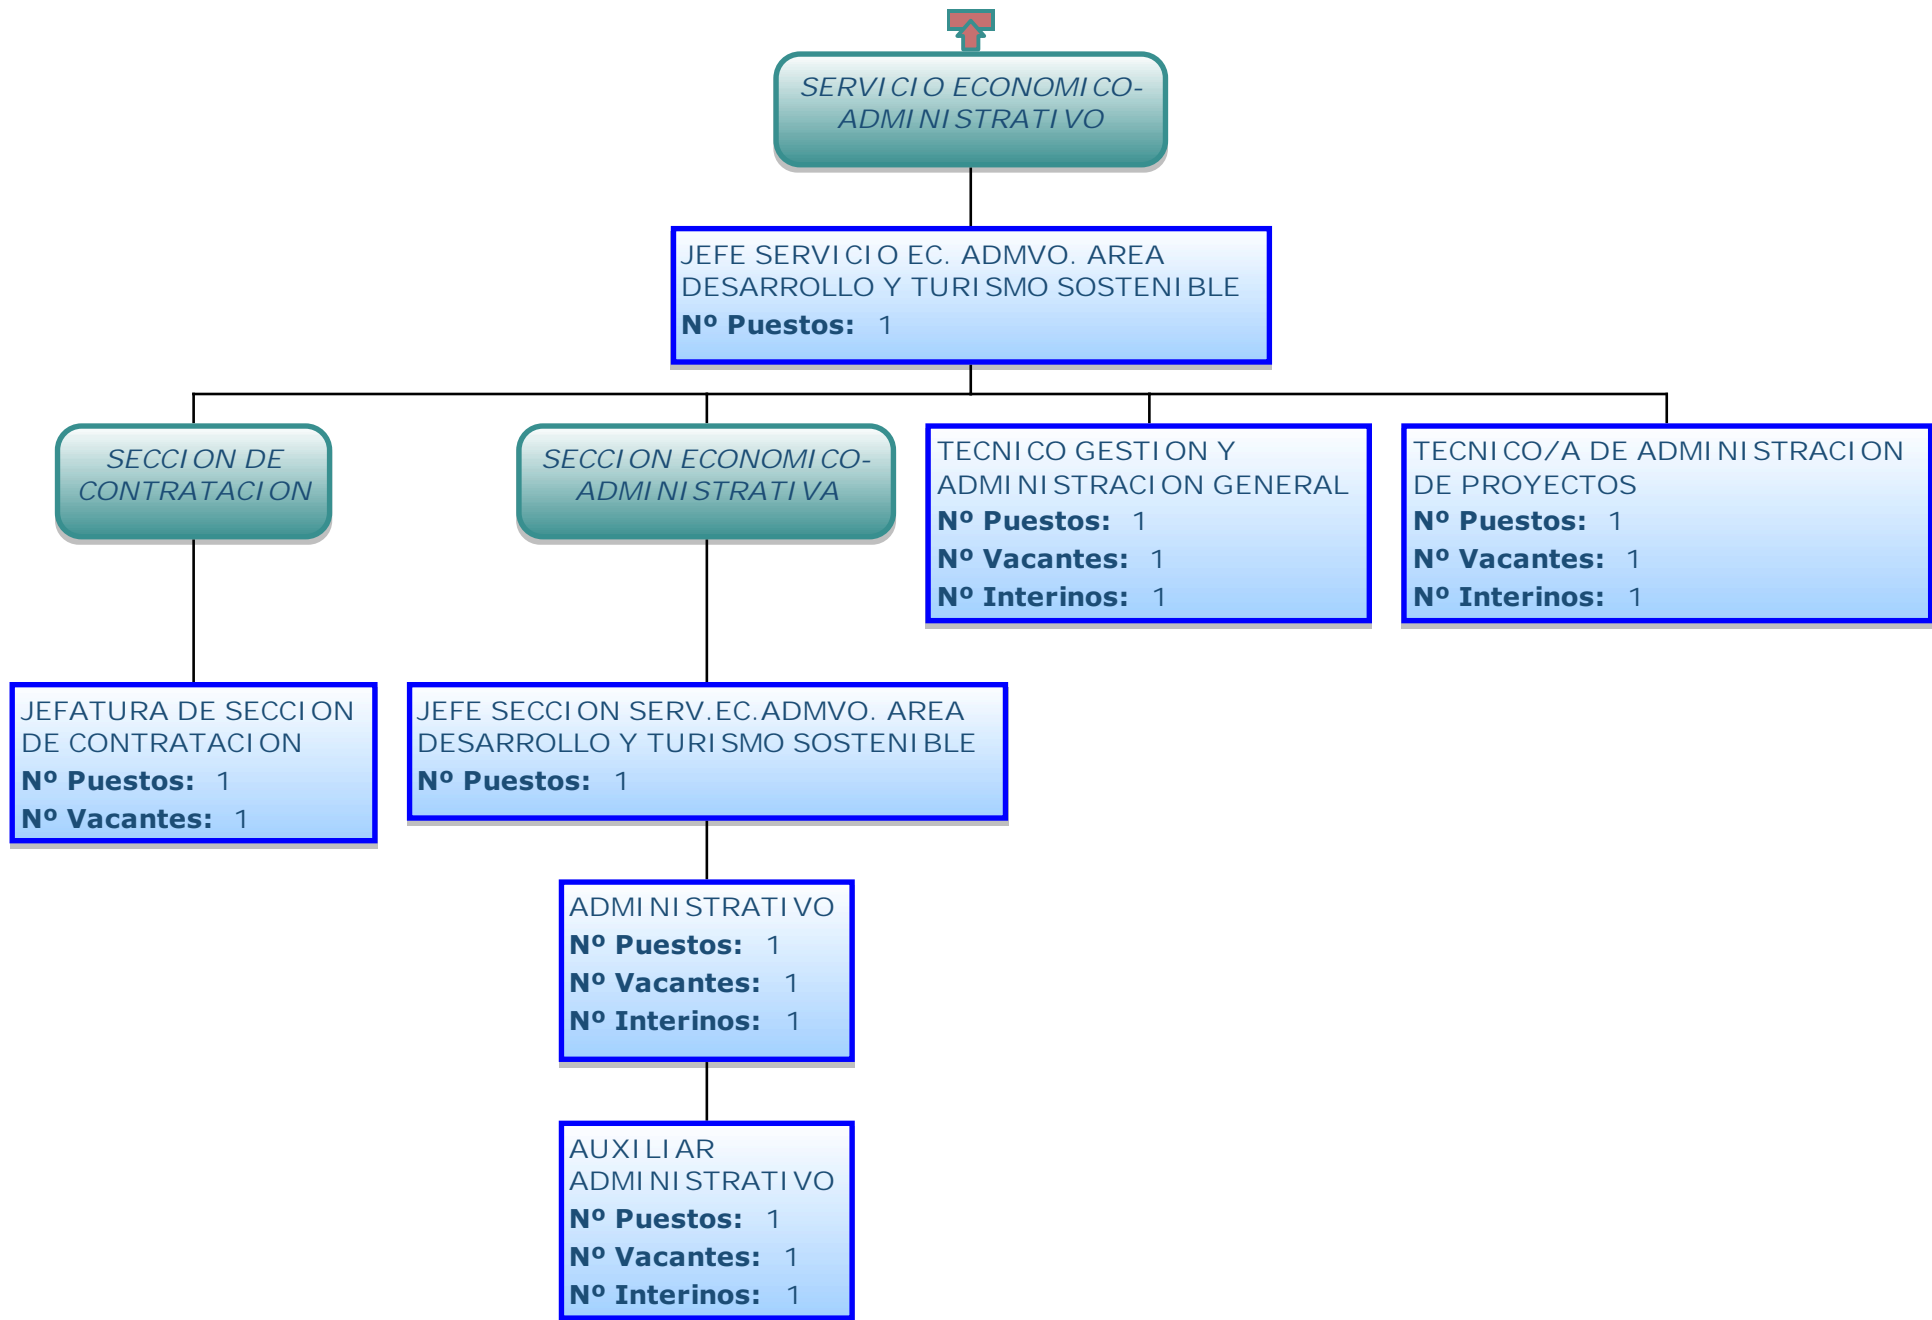 SERVICIO ECONOMICO-
ADMINISTRATIVO
JEFE SERVICIO EC. ADMVO. AREA
DESARROLLO Y TURISMO SOSTENIBLE
Nº Puestos: 1
SECCION DE
CONTRATACION
SECCION ECONOMICO-
ADMINISTRATIVA
TECNICO GESTION Y
ADMINISTRACION GENERAL
Nº Puestos: 1
Nº Vacantes: 1
Nº Interinos: 1
TECNICO/A DE ADMINISTRACION
DE PROYECTOS
Nº Puestos: 1
Nº Vacantes: 1
Nº Interinos: 1
JEFATURA DE SECCION
DE CONTRATACION
Nº Puestos: 1
Nº Vacantes: 1
JEFE SECCION SERV.EC.ADMVO. AREA
DESARROLLO Y TURISMO SOSTENIBLE
Nº Puestos: 1
ADMINISTRATIVO
Nº Puestos: 1
Nº Vacantes: 1
Nº Interinos: 1
AUXILIAR
ADMINISTRATIVO
Nº Puestos: 1
Nº Vacantes: 1
Nº Interinos: 1